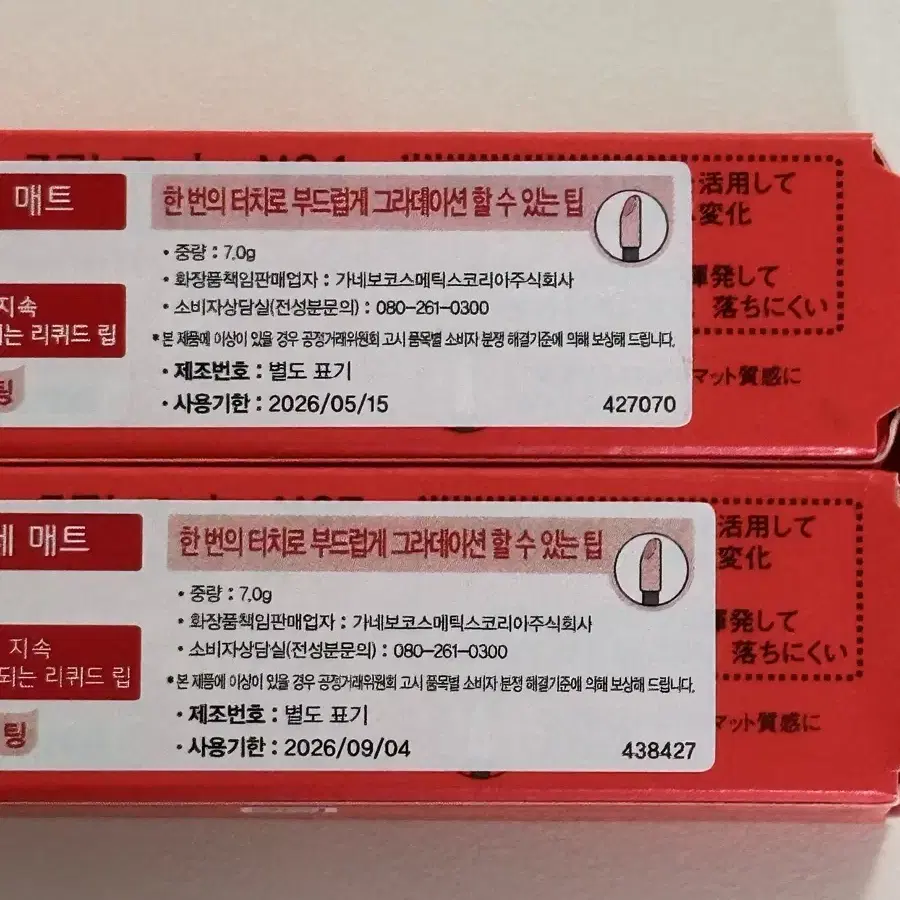 매트
한 번의 터치로 부드럽게 그라데이션 할 수 있는 팁
• 중량 : 7.0g
• 화장품책임판매업자 : 가네보코스메틱스코리아주식회사
지속
• 소비자상담실(전성분문의) : 080-261-0300
는 리퀴드 립
*본 제품에 이상이 있을 경우 공정거래위원회 고시 품목별 소비자 분쟁 해결기준에 의해 보상해 드립니다.
• 제조번호 : 별도 표기
팅
• 사용기한 : 2026/05/15
427070
活用して
変化
揮発して
落ちにくい
マット質感に
매트
한 번의 터치로 부드럽게 그라데이션 할 수 있는 팁
• 중량 : 7.0g
• 화장품책임판매업자 : 가네보코스메틱스코리아주식회사
지속
• 소비자상담실(전성분문의) : 080-261-0300
되는 리퀴드 립
*본 제품에 이상이 있을 경우 공정거래위원회 고시 품목별 소비자 분쟁 해결기준에 의해 보상해 드립니다.
• 제조번호 : 별도 표기
팅
• 사용기한 : 2026/09/04
438427
活用して
変化
揮発して
落ちにくい
マット質感に